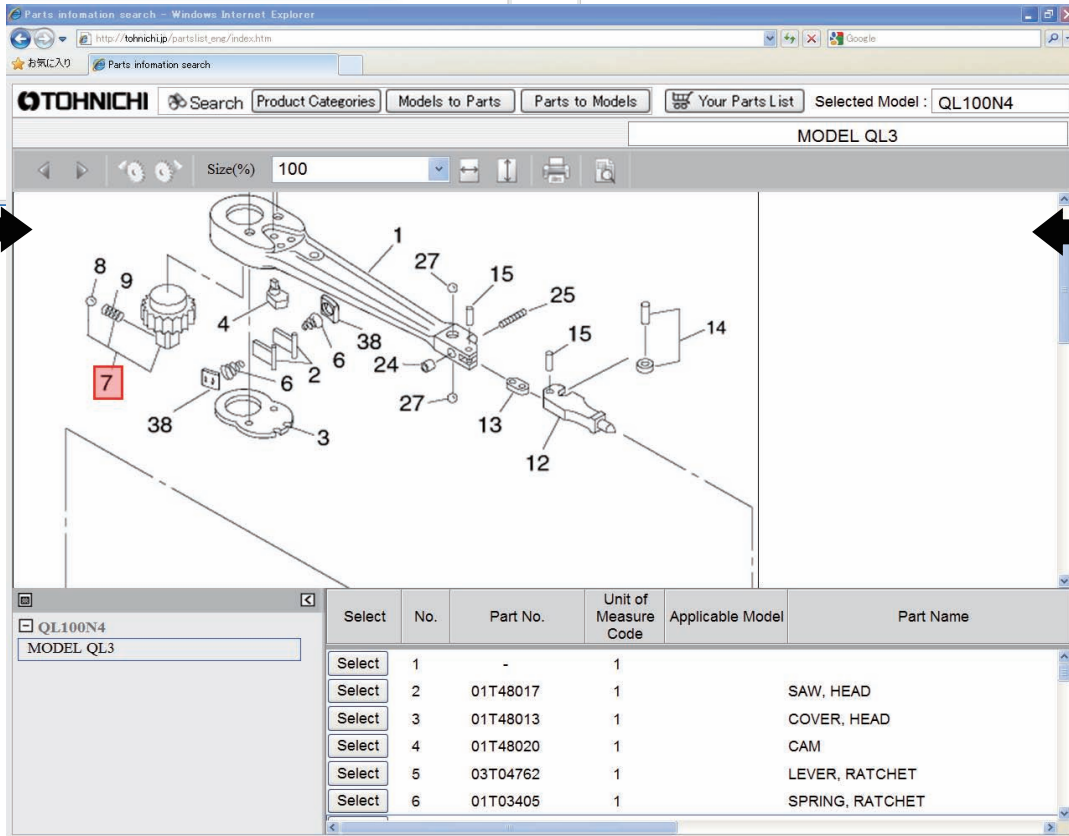 Parts infomation search - Windows Internet Explorer
http://tohnichi.jp/partslist_eng/index.htm
Google
お気に入り
Parts infomation search
TOHNICHI
Search
Product Categories
Models to Parts
Parts to Models
Your Parts List
Selected Model :
QL100N4
MODEL QL3
Size(%)
100
1
27
15
8
9
25
4
38
15
14
6
2
24
7
6
27
13
38
3
12
QL100N4
MODEL QL3
Select No. Part No. Unit of Measure Code Applicable Model Part Name
Select 1 - 1
Select 2 01T48017 1 SAW, HEAD
Select 3 01T48013 1 COVER, HEAD
Select 4 01T48020 1 CAM
Select 5 03T04762 1 LEVER, RATCHET
Select 6 01T03405 1 SPRING, RATCHET